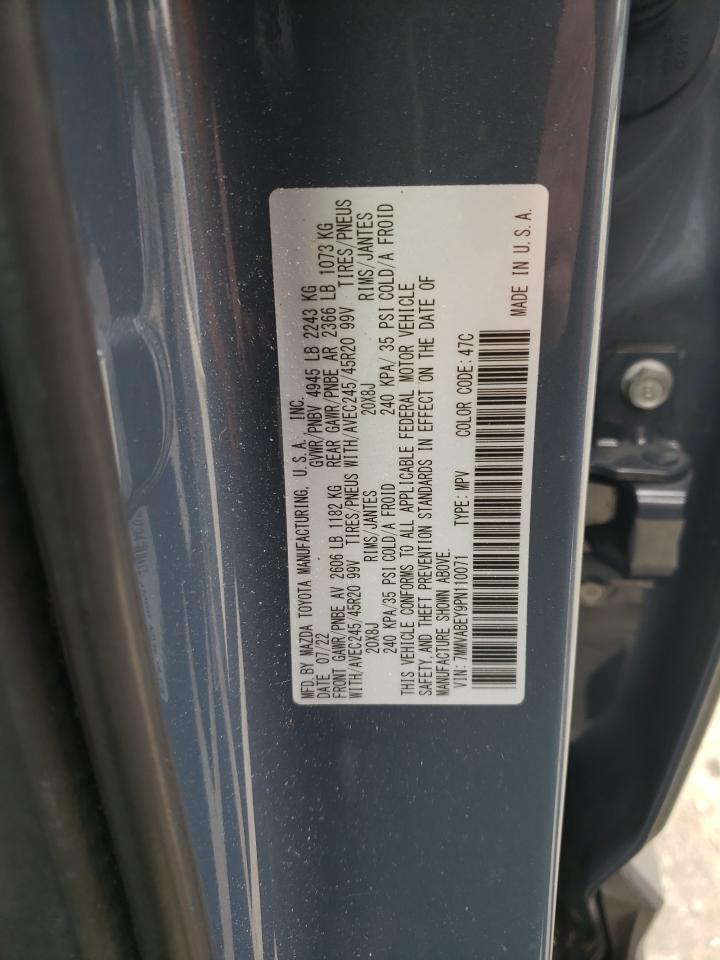 MFD. BY MAZDA TOYOTA MANUFACTURING, U.S.A., INC.
DATE 07/22 GVWR/PNBV 4945 LB 2243 KG
FRONT GAWR/PNBE AV 2606 LB 1182 KG REAR GAWR/PNBE AR 2366 LB 1073 KG
WITH/AVEC245/45R20 99V TIRES/PNEUS WITH/AVEC245/45R20 99V TIRES/PNEUS
20X8J RIMS/JANTES 20X8J RIMS/JANTES
240 KPA/35 PSI COLD/A FROID 240 KPA/ 35 PSI COLD/A FROID
THIS VEHICLE CONFORMS TO ALL APPLICABLE FEDERAL MOTOR VEHICLE
SAFETY AND THEFT PREVENTION STANDARDS IN EFFECT ON THE DATE OF
MANUFACTURE SHOWN ABOVE.
VIN: 7MMVABEY9PN110071 TYPE: MPV COLOR CODE: 47C
MADE IN U.S.A.